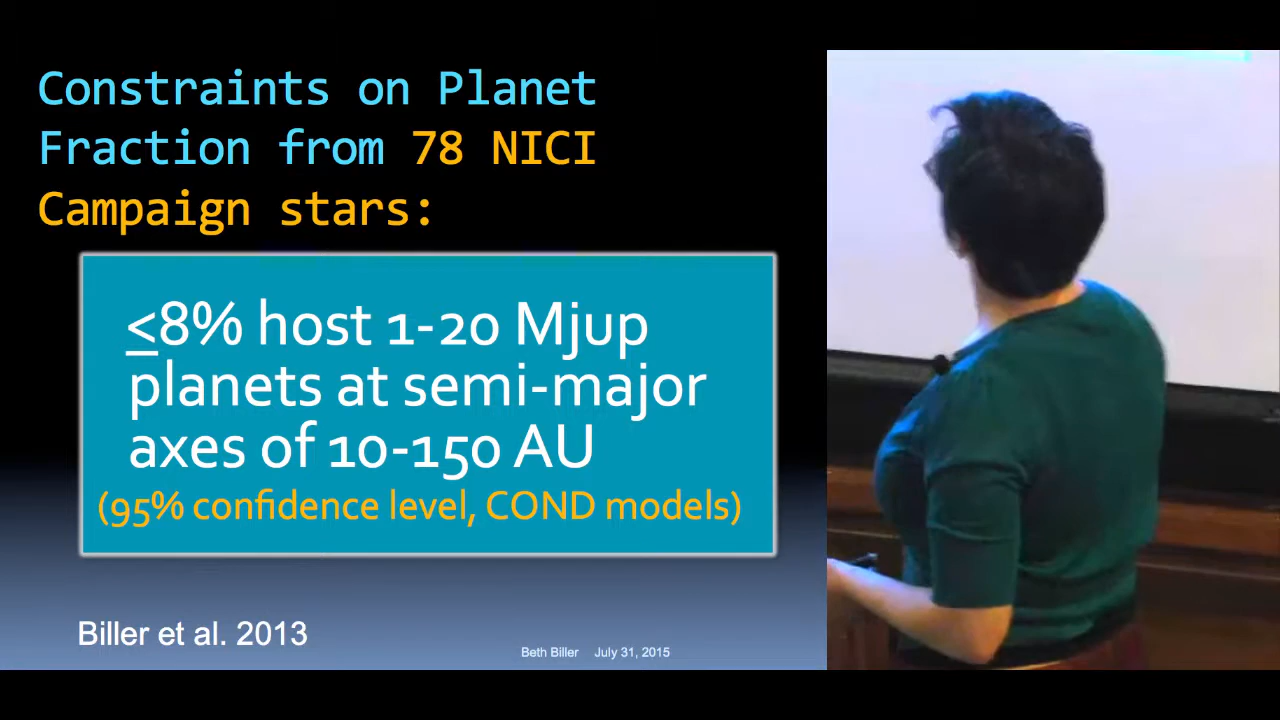 Constraints on Planet
Fraction from 78 NICI
Campaign stars:
≤8% host 1-20 Mjup
planets at semi-major
axes of 10-150 AU
(95% confidence level, COND models)
Biller et al. 2013
Beth Biller July 31, 2015